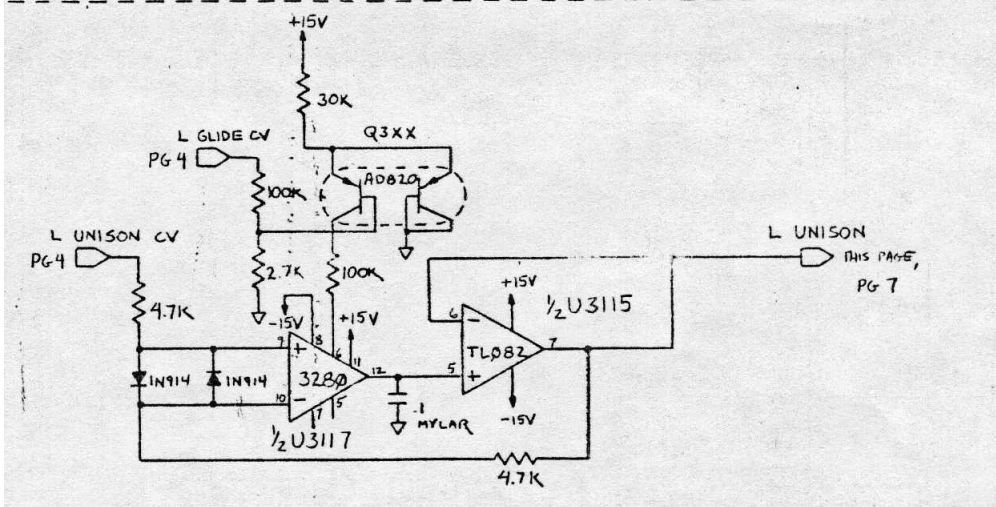 +15V
30K
Q3XX
L GLIDE CV
PG 4
AD820
100K
L UNISON CV
PG4
L UNISON
THIS PAGE,
PG 7
2.7K
100K
+15V
1/2 U3115
4.7K
-15V
+15V
6
8
9
6
11
TLØ82
7
1N914
1N914
+
-
328Ø
12
5
-
+
10
7
5
.1
MYLAR
-15V
1/2 U3117
4.7K